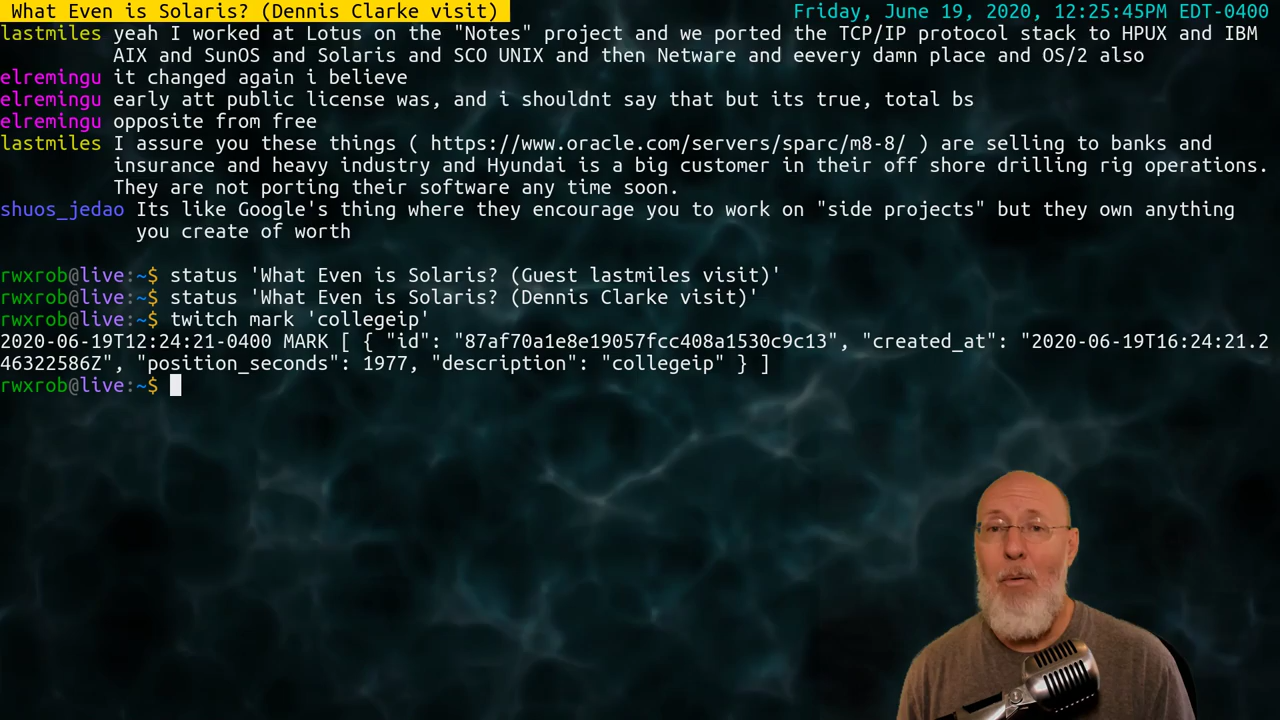 What Even is Solaris? (Dennis Clarke visit)
Friday, June 19, 2020, 12:25:45PM EDT-0400
lastmiles yeah I worked at Lotus on the "Notes" project and we ported the TCP/IP protocol stack to HPUX and IBM
AIX and SunOS and Solaris and SCO UNIX and then Netware and eevery damn place and OS/2 also
elremingu it changed again i believe
elremingu early att public license was, and i shouldnt say that but its true, total bs
elremingu opposite from free
lastmiles I assure you these things ( https://www.oracle.com/servers/sparc/m8-8/ ) are selling to banks and
insurance and heavy industry and Hyundai is a big customer in their off shore drilling rig operations.
They are not porting their software any time soon.
shuos_jedao Its like Google's thing where they encourage you to work on "side projects" but they own anything
you create of worth
rwxrob@live:~$ status 'What Even is Solaris? (Guest lastmiles visit)'
rwxrob@live:~$ status 'What Even is Solaris? (Dennis Clarke visit)'
rwxrob@live:~$ twitch mark 'collegeip'
2020-06-19T12:24:21-0400 MARK [ { "id": "87af70a1e8e19057fcc408a1530c9c13", "created_at": "2020-06-19T16:24:21.2
46322586Z", "position_seconds": 1977, "description": "collegeip" } ]
rwxrob@live:~$